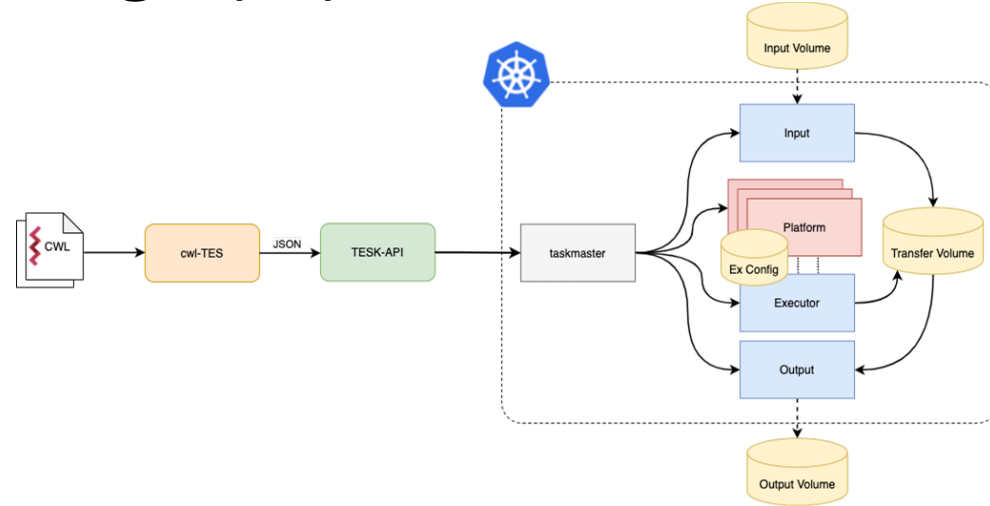 Input Volume
Input
Platform
CWL
cwl-TES
JSON
TESK-API
taskmaster
Transfer Volume
Ex Config
Executor
Output
Output Volume